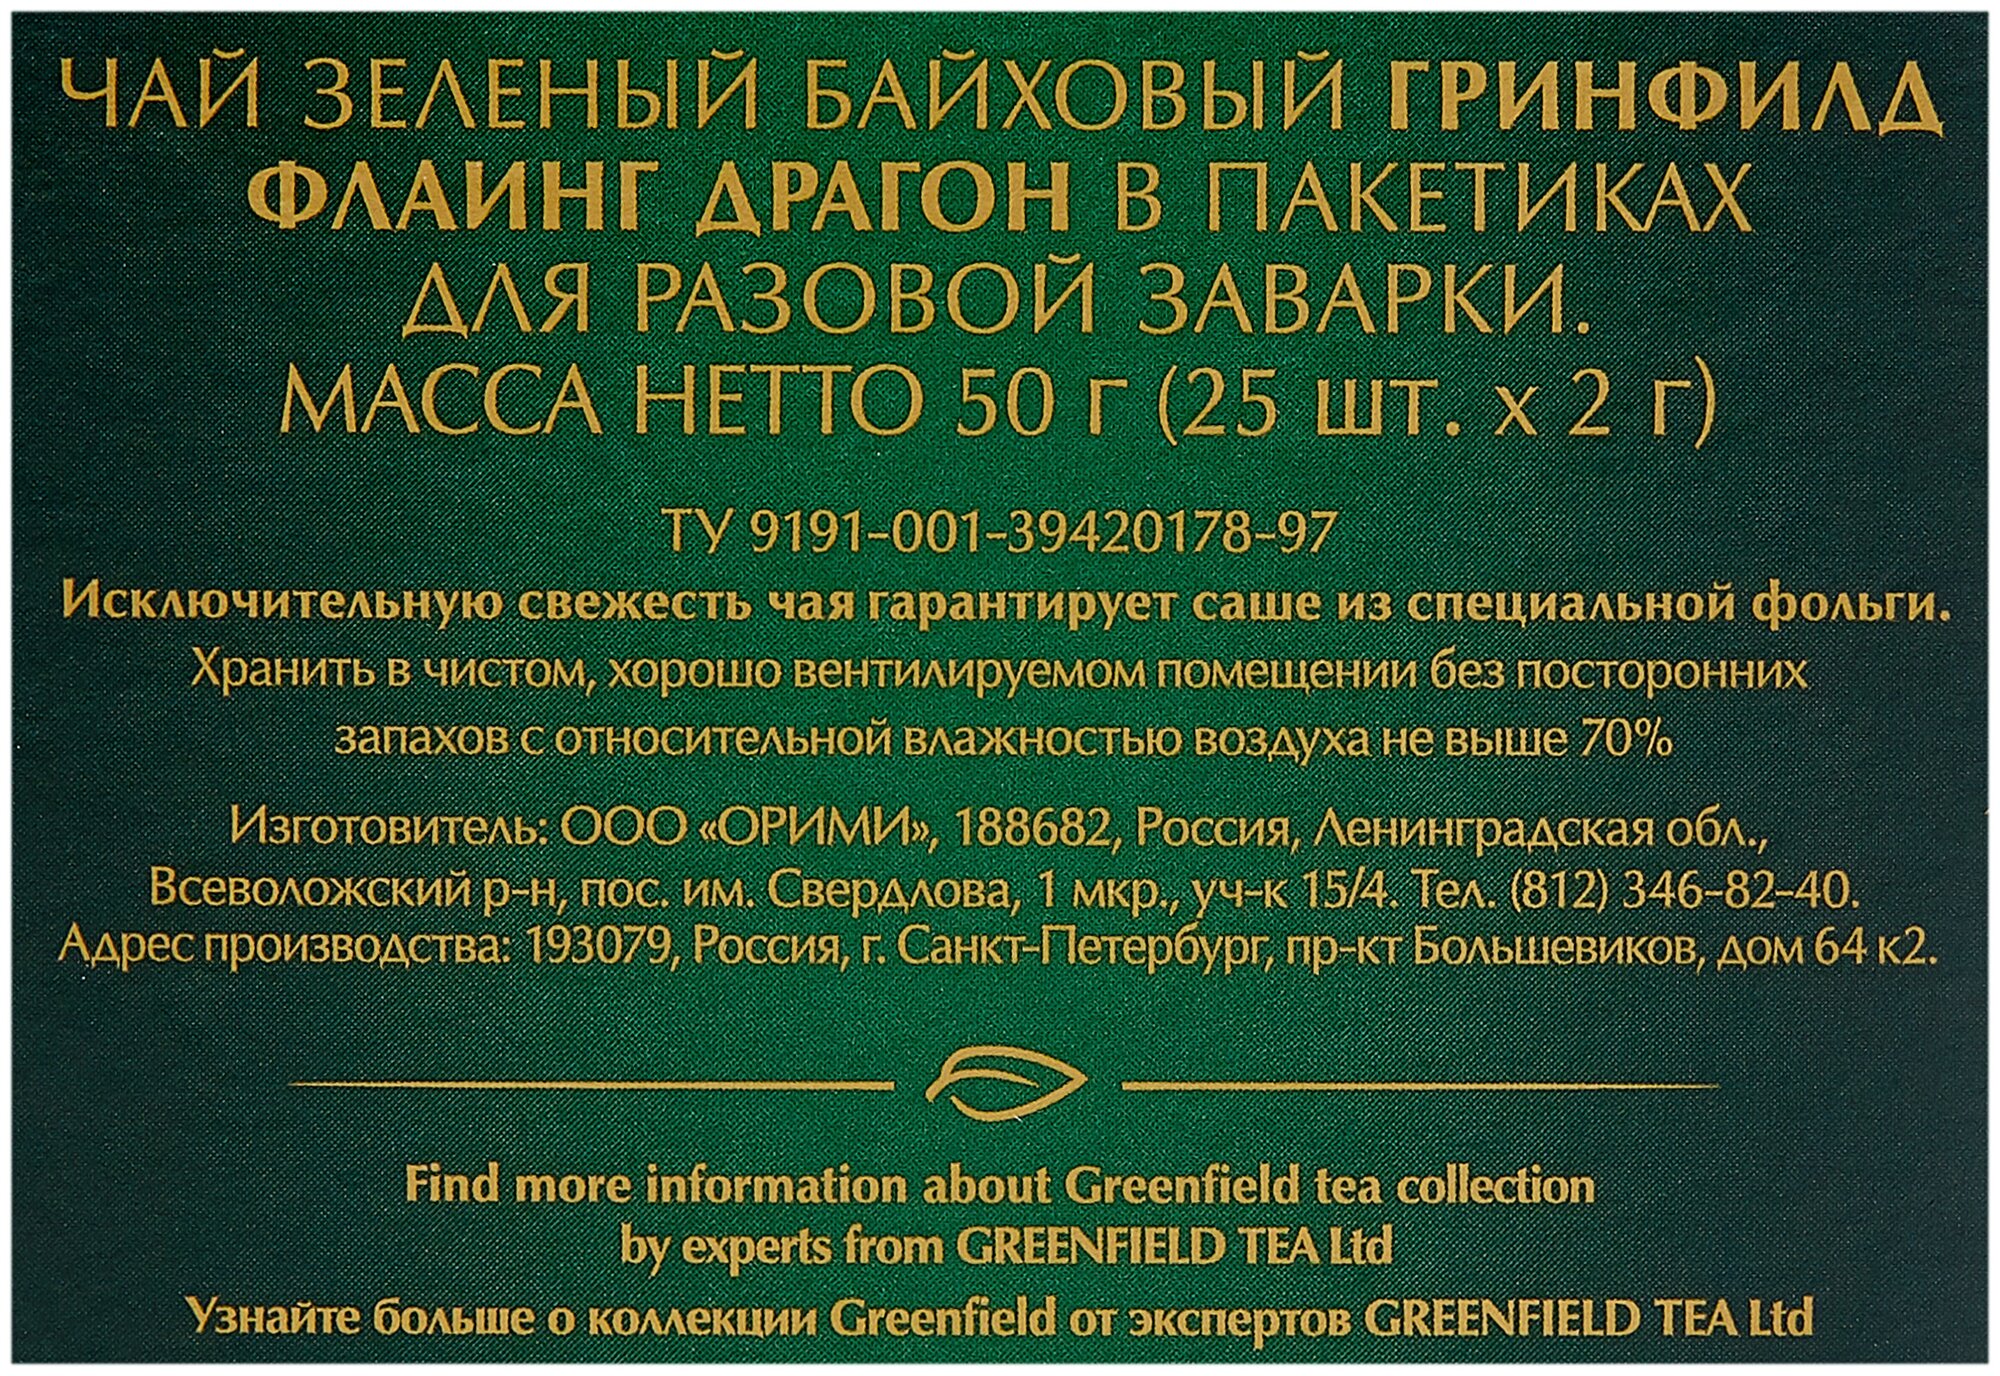 ЧАЙ ЗЕЛЕНЫЙ БАЙХОВЫЙ ГРИНФИЛД
ФЛАИНГ ДРАГОН В ПАКЕТИКАХ
ДЛЯ РАЗОВОЙ ЗАВАРКИ.
МАССА НЕТТО 50 г (25 шт. х 2 г)
ТУ 9191-001-39420178-97
Исключительную свежесть чая гарантирует саше из специальной фольги.
Хранить в чистом, хорошо вентилируемом помещении без посторонних
запахов с относительной влажностью воздуха не выше 70%
Изготовитель: ООО «ОРИМИ», 188682, Россия, Ленинградская обл.,
Всеволожский р-н, пос. им. Свердлова, 1 мкр., уч-к 15/4. Тел. (812) 346-82-40.
Адрес производства: 193079, Россия, г. Санкт-Петербург, пр-кт Большевиков, дом 64 к2.
Find more information about Greenfield tea collection
by experts from GREENFIELD TEA Ltd
Узнайте больше о коллекции Greenfield от экспертов GREENFIELD TEA Ltd